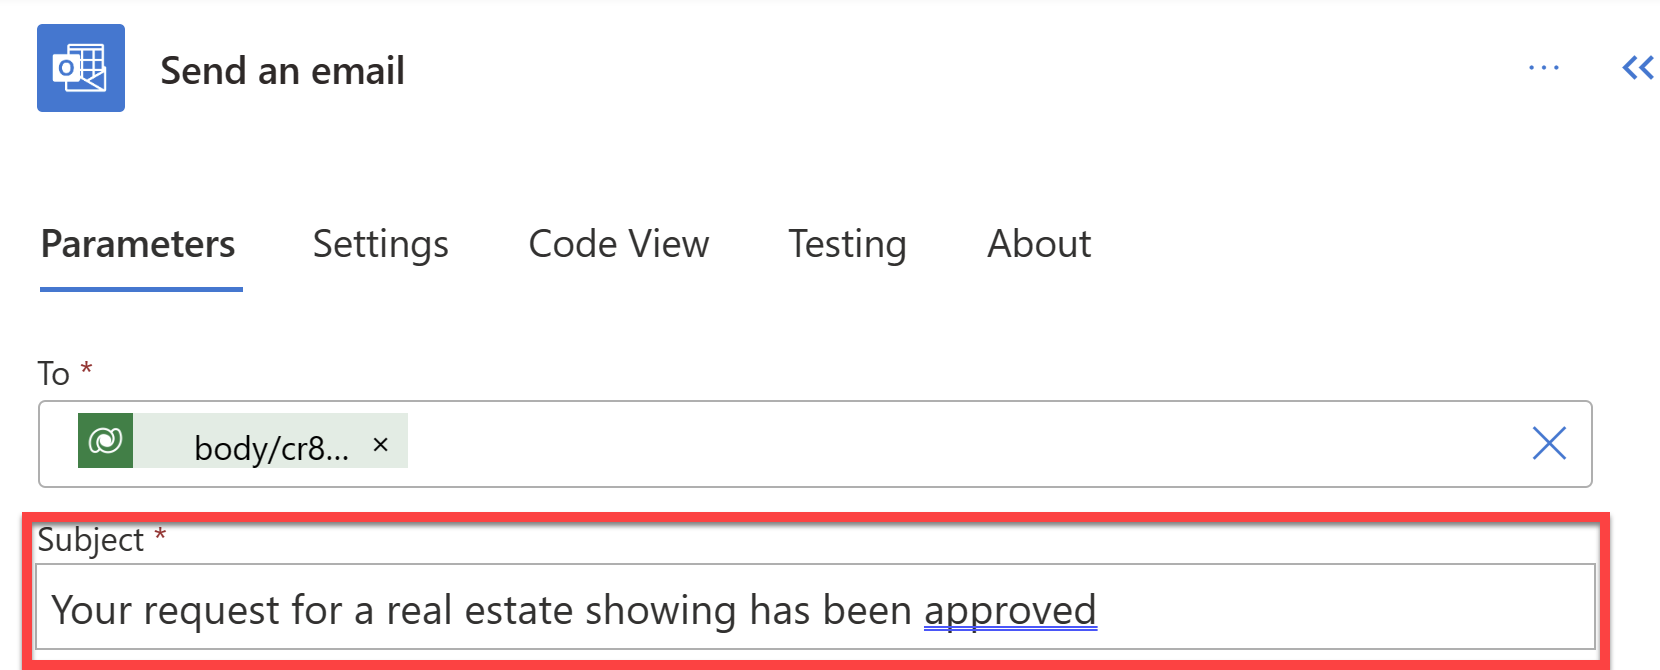 Send an email
Parameters Settings Code View Testing About
To *
body/cr8... ×
Subject *
Your request for a real estate showing has been approved